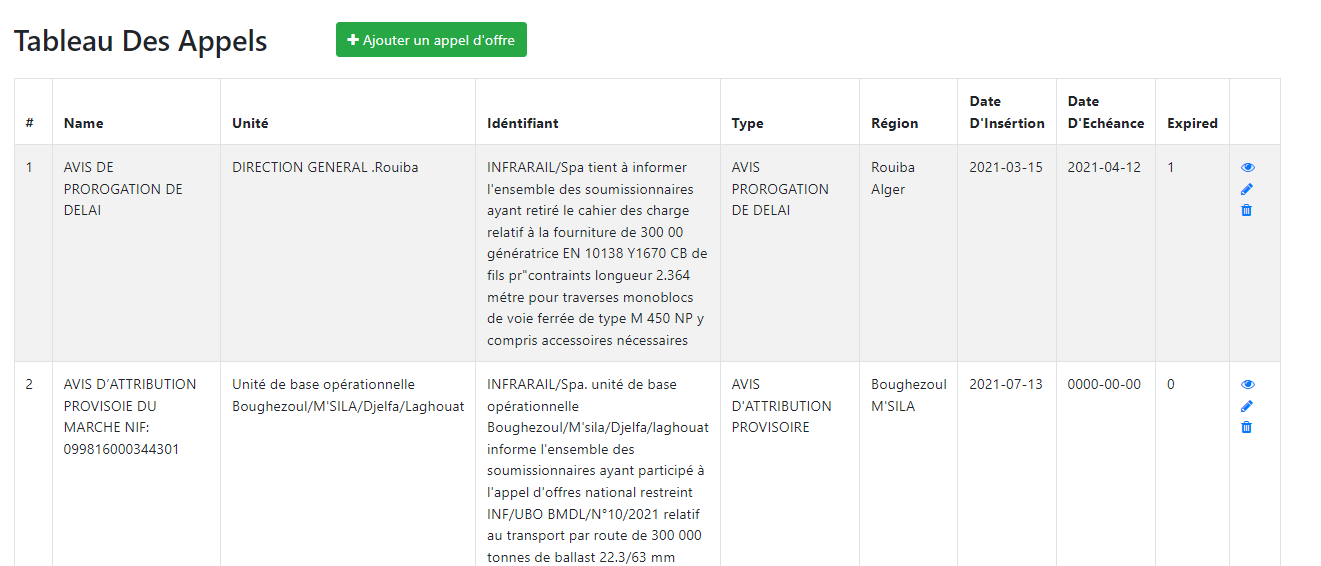 Tableau Des Appels
Ajouter un appel d'offre
# Name Unité Idéntifiant Type Région Date D'Insértion Date D'Echéance Expired
1
AVIS DE
PROROGATION DE
DELAI
DIRECTION GENERAL .Rouiba
INFRARAIL/Spa tient à informer
l'ensemble des soumissionnaires
ayant retiré le cahier des charge
relatif à la fourniture de 300 00
génératrice EN 10138 Y1670 CB de
fils pr"contraints longueur 2.364
métre pour traverses monoblocs
de voie ferrée de type M 450 NP y
compris accessoires nécessaires
AVIS
PROROGATION
DE DELAI
Rouiba
Alger
2021-03-15
2021-04-12
1
2
AVIS D'ATTRIBUTION
PROVISOIE DU
MARCHE NIF:
099816000344301
Unité de base opérationnelle
Boughezoul/M'SILA/Djelfa/Laghouat
INFRARAIL/Spa. unité de base
opérationnelle
Boughezoul/M'sila/Djelfa/laghouat
informe l'ensemble des
soumissionnaires ayant participé à
l'appel d'offres national restreint
INF/UBO BMDL/N°10/2021 relatif
au transport par route de 300 000
tonnes de ballast 22.3/63 mm
AVIS
D'ATTRIBUTION
PROVISOIRE
Boughezoul
M'SILA
2021-07-13
0000-00-00
0